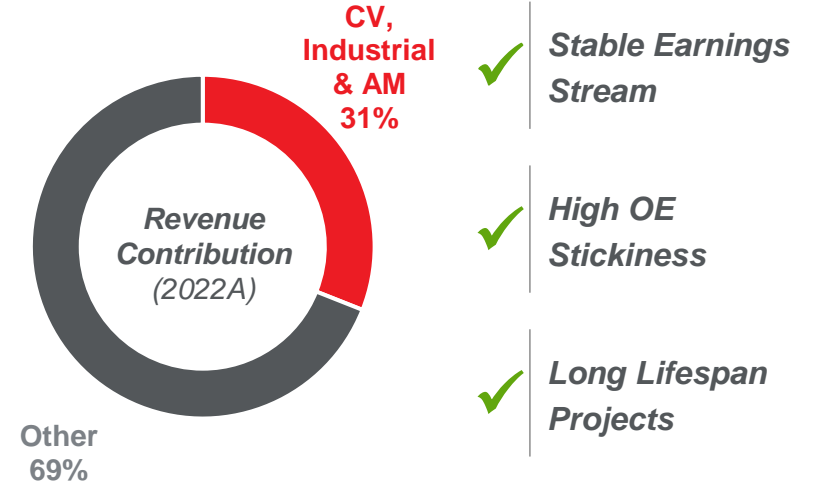 CV,
Industrial
& AM
31%
Revenue
Contribution
(2022A)
Other
69%
Stable Earnings
Stream
High OE
Stickiness
Long Lifespan
Projects